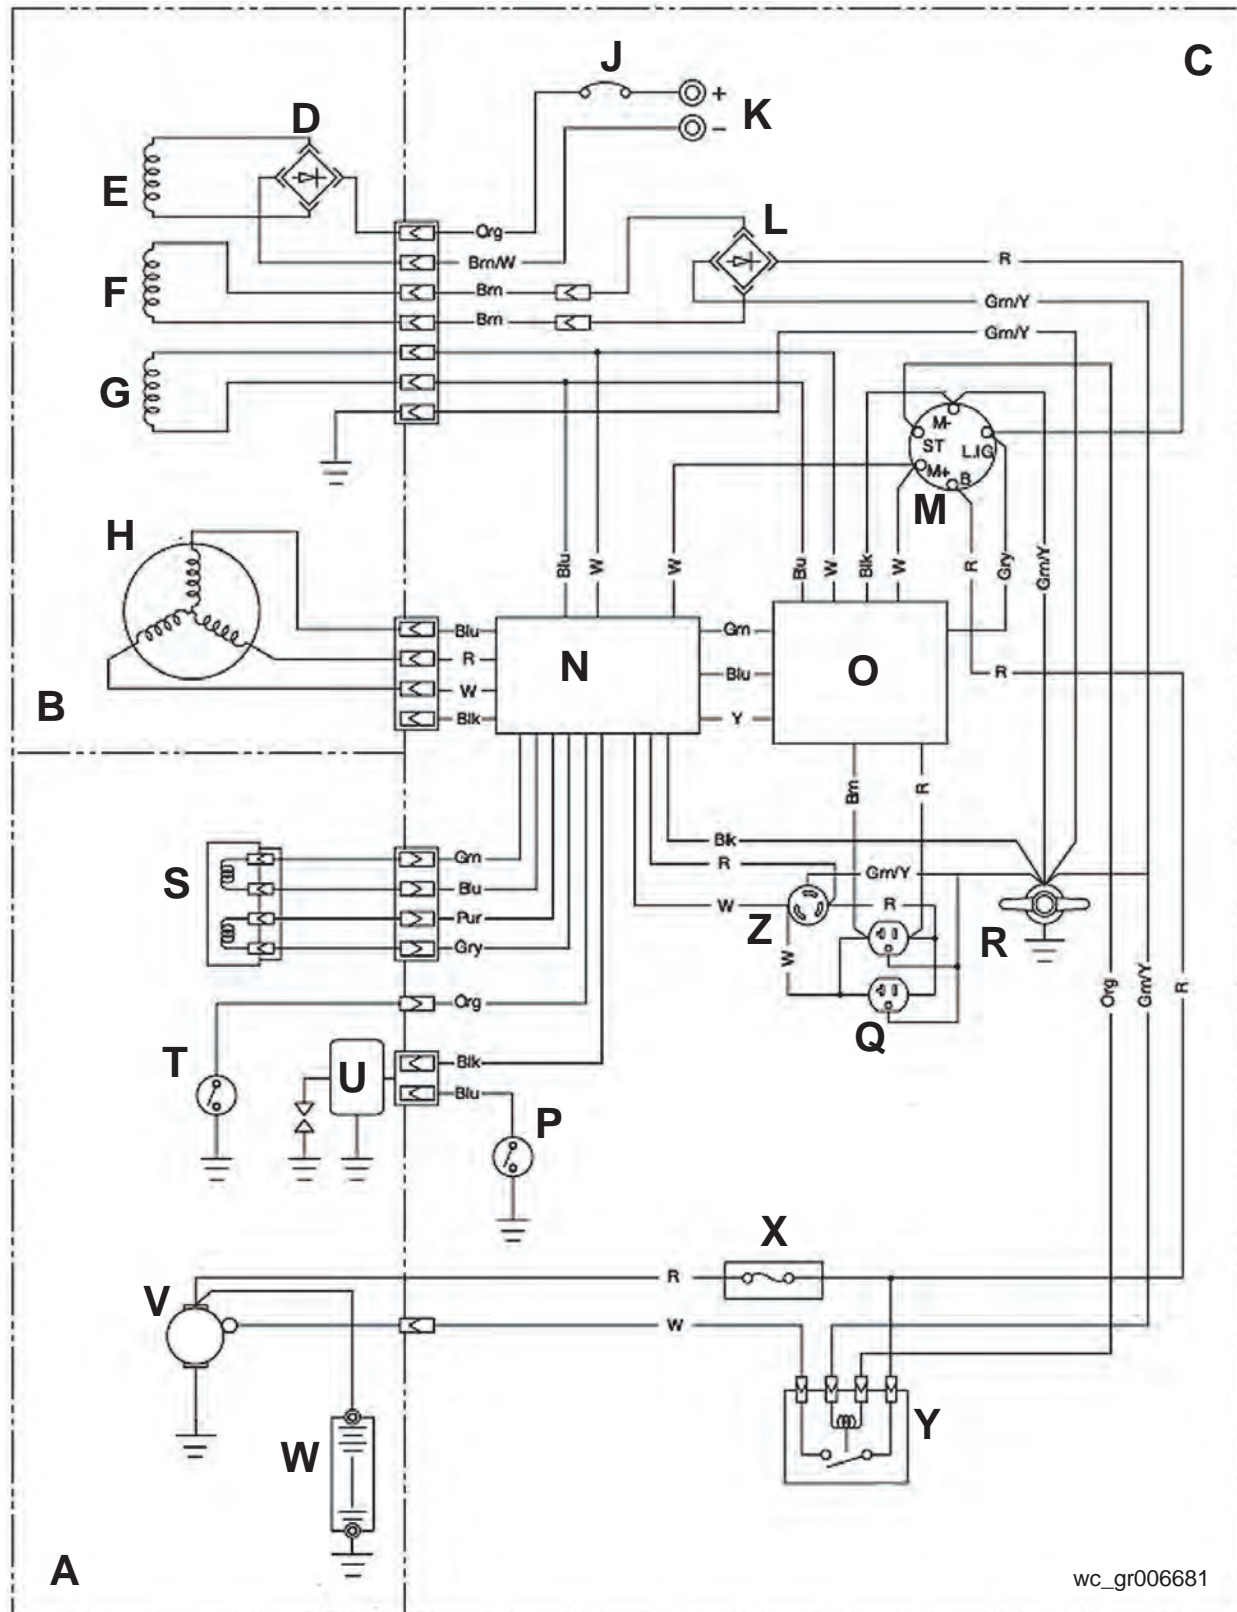 J
C
+
K
−
D
E
L
Org
Brn/W
R
F
Brn
Grn/Y
Brn
Grn/Y
G
M-
ST
L.IG
M+
B
M
H
Blu
W
W
Blu
W
Blk
W
R
Gry
Grn/Y
Blu
R
W
Blk
N
Grn
Blu
Y
O
R
B
Brn
R
Blk
R
Grn/Y
W
R
Z
W
Q
R
S
Grn
Blu
Pur
Gry
Org
Org
Grn/Y
R
T
U
Blk
Blu
P
X
V
R
W
Y
W
A
wc_gr006681